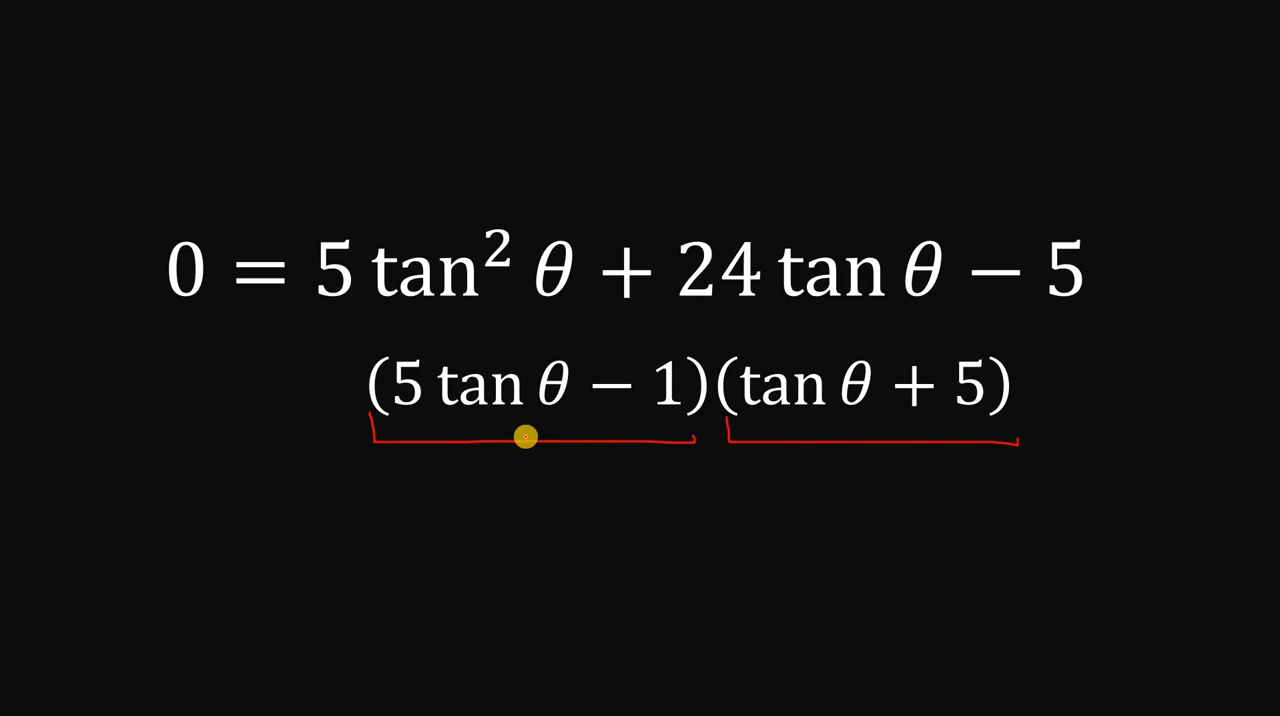 0 = 5 tan² θ + 24 tan θ − 5
(5 tan θ − 1)(tan θ + 5)